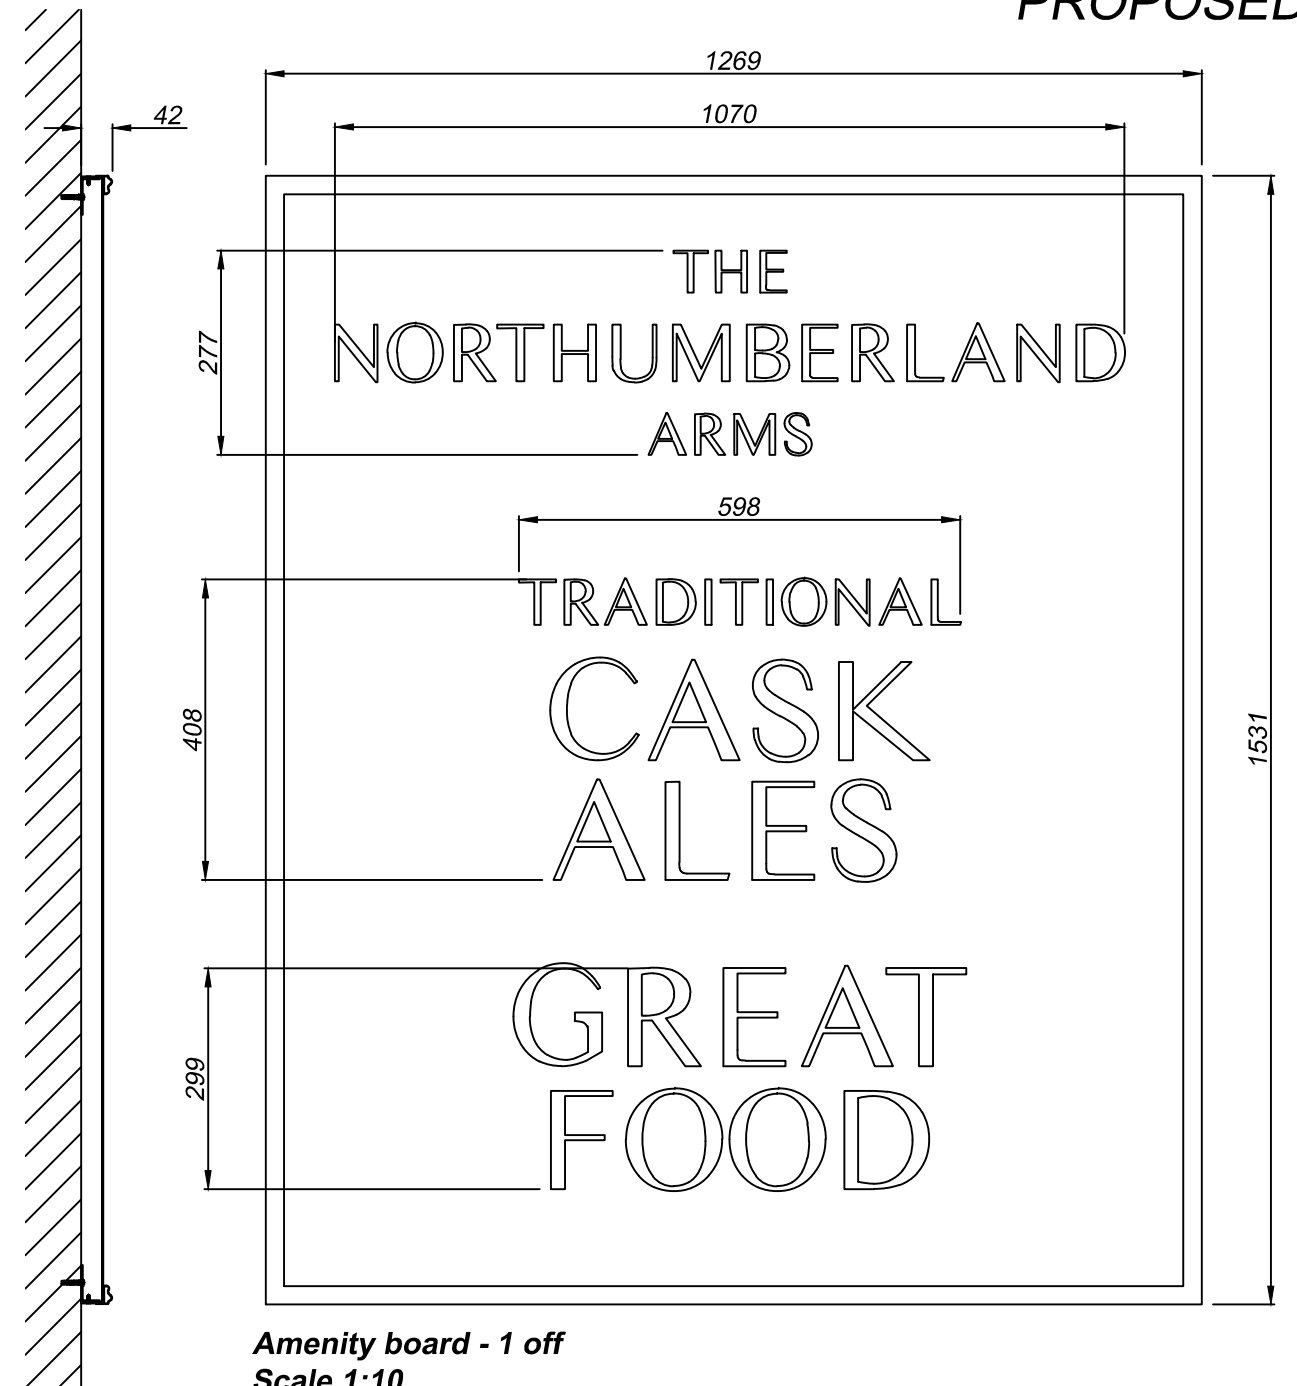 PROPOSED
1269
42
1070
THE
NORTHUMBERLAND
277
ARMS
598
TRADITIONAL
CASK
408
1531
ALES
GREAT
299
FOOD
Amenity board - 1 off
Scale 1:10